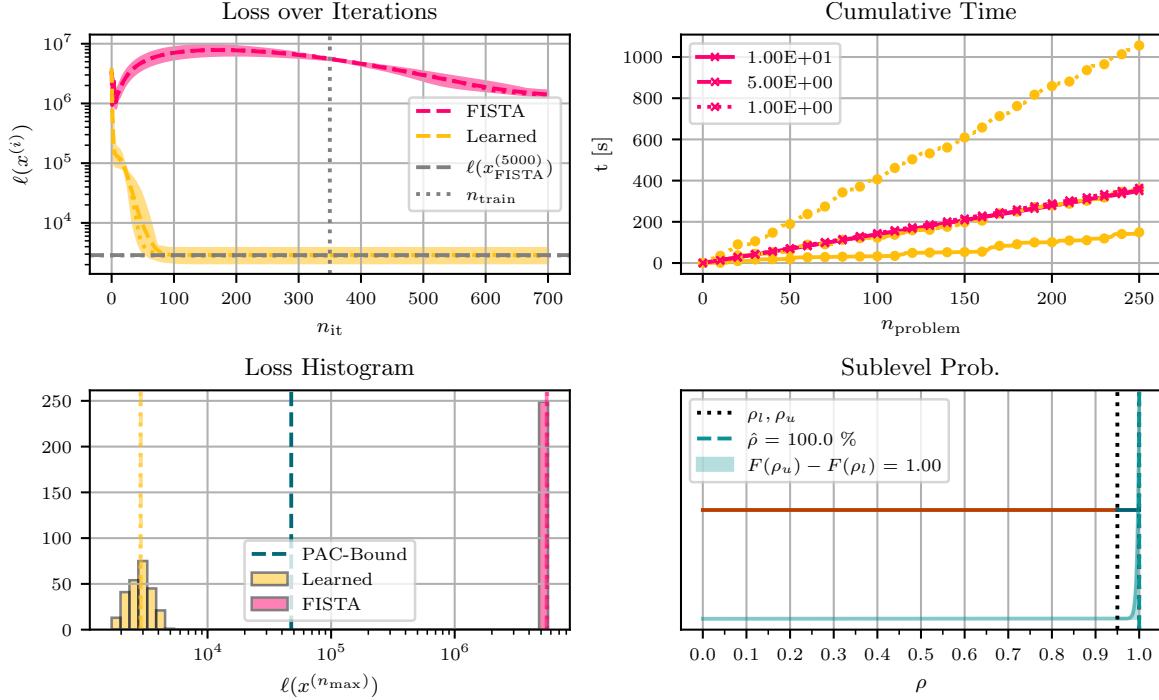 Loss over Iterations
10^7
10^6
10^5
10^4
ℓ(x^(i))
FISTA
Learned
ℓ(x_FISTA^(5000))
n_train
0 100 200 300 400 500 600 700
n_it
Cumulative Time
1000
800
600
400
200
0
t [s]
1.00E+01
5.00E+00
1.00E+00
0 50 100 150 200 250
n_problem
Loss Histogram
250
200
150
100
50
0
PAC-Bound
Learned
FISTA
10^4 10^5 10^6
ℓ(x^(n_max))
Sublevel Prob.
ρ_l, ρ_u
ρ̂ = 100.0 %
F(ρ_u) − F(ρ_l) = 1.00
0.0 0.1 0.2 0.3 0.4 0.5 0.6 0.7 0.8 0.9 1.0
ρ